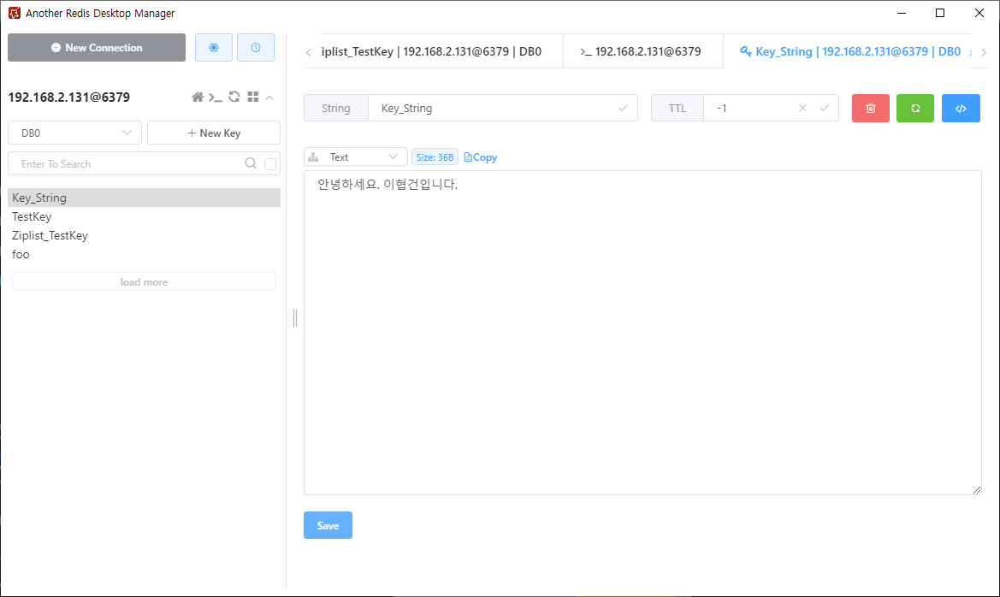 Another Redis Desktop Manager
New Connection
192.168.2.131@6379
DB0
New Key
Enter To Search
Key_String
TestKey
Ziplist_TestKey
foo
load more
iplist_TestKey | 192.168.2.131@6379 | DB0
>_ 192.168.2.131@6379
Key_String | 192.168.2.131@6379 | DB0
String
Key_String
TTL
-1
Text
Size: 36B
Copy
안녕하세요. 이협건입니다.
Save